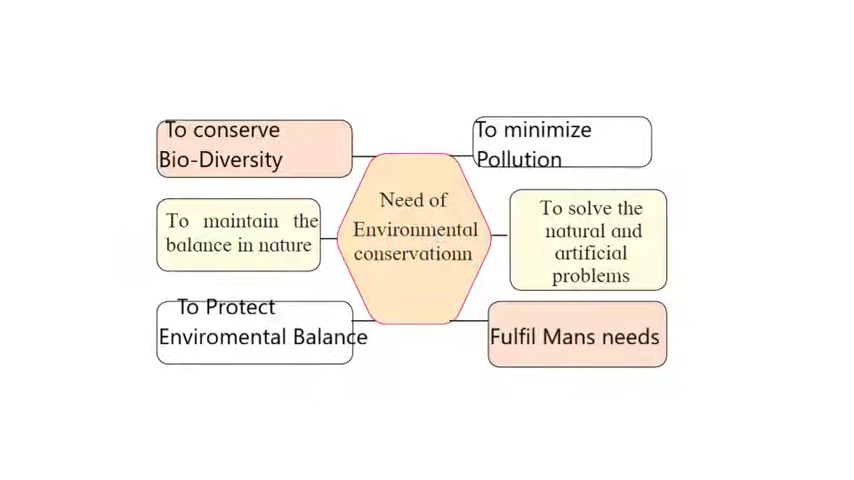 To conserve
Bio-Diversity
To minimize
Pollution
To maintain the
balance in nature
Need of
Environmental
conservationn
To solve the
natural and
artificial
problems
To Protect
Enviromental Balance
Fulfil Mans needs